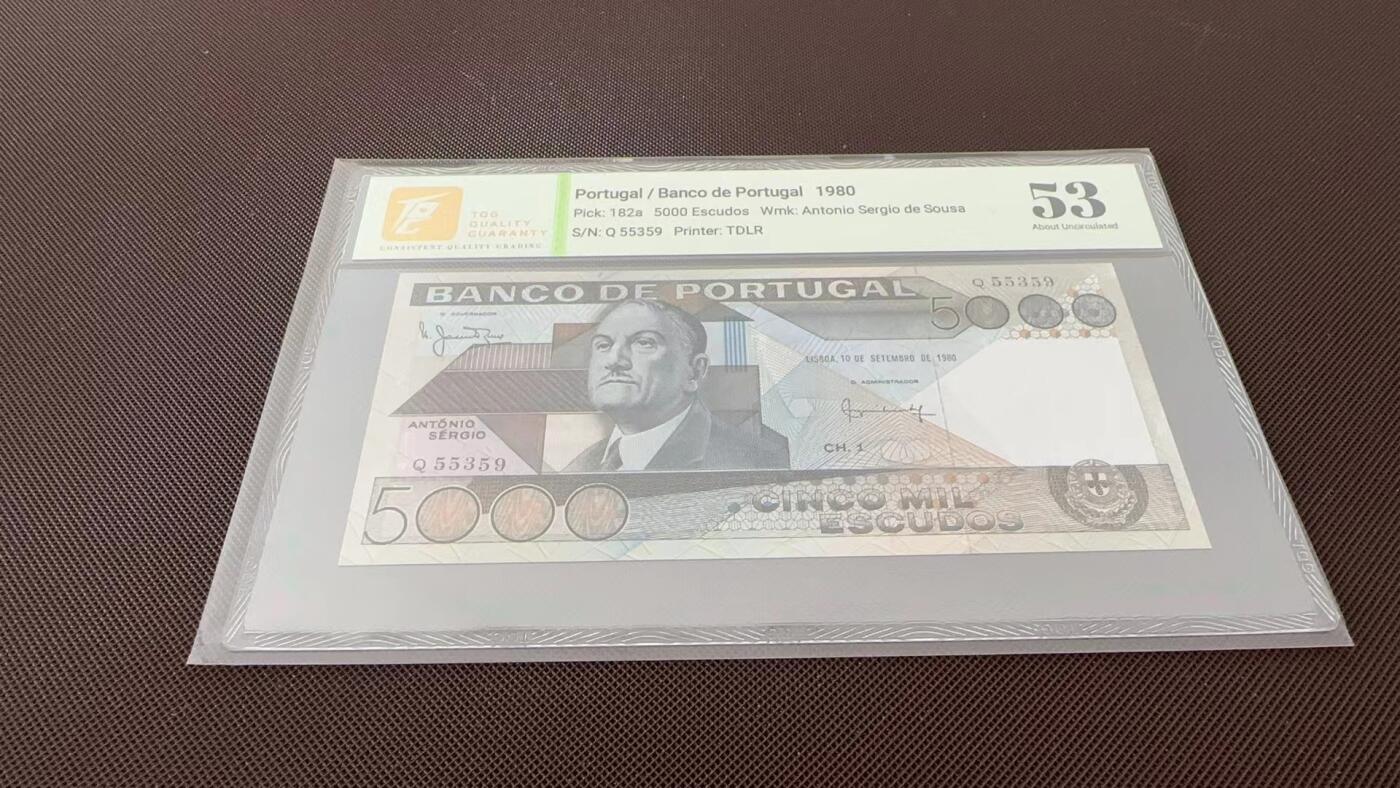 TQG
TQG
QUALITY
GUARANTY
CONSISTENT QUALITY GRADING
Portugal / Banco de Portugal 1980
Pick: 182a 5000 Escudos Wmk: Antonio Sergio de Sousa
S/N: Q 55359 Printer: TDLR
53
About Uncirculated
BANCO DE PORTUGAL
Q 55359
5000
O GOVERNADOR
LISBOA, 10 DE SETEMBRO DE 1980
O ADMINISTRADOR
ANTÓNIO
SÉRGIO
CH. 1
Q 55359
5000
CINCO MIL
ESCUDOS